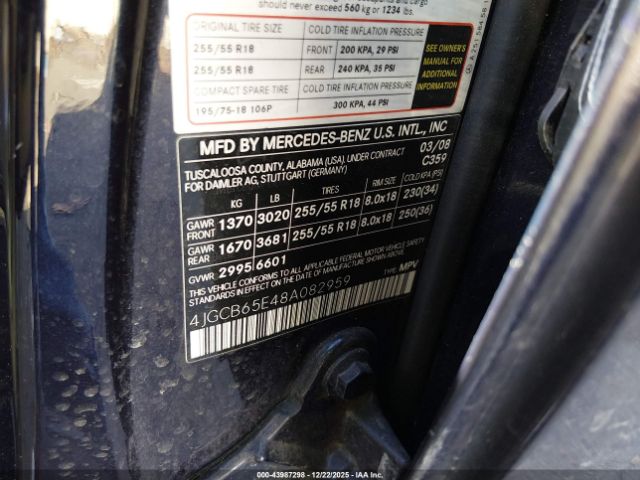 should never exceed 560 kg or 1234 lbs.
ORIGINAL TIRE SIZE COLD TIRE INFLATION PRESSURE
255/55 R18 FRONT 200 KPA, 29 PSI
255/55 R18 REAR 240 KPA, 35 PSI
COMPACT SPARE TIRE COLD TIRE INFLATION PRESSURE
195/75-18 106P 300 KPA, 44 PSI
SEE OWNER'S
MANUAL FOR
ADDITIONAL
INFORMATION
MFD BY MERCEDES-BENZ U.S. INTL., INC
TUSCALOOSA COUNTY, ALABAMA (USA), UNDER CONTRACT 03/08
FOR DAIMLER AG, STUTTGART (GERMANY) C359
KG LB TIRES RIM SIZE COLD KPA (PSI)
GAWR FRONT 1370 3020 255/55 R18 8.0x18 230(34)
GAWR REAR 1670 3681 255/55 R18 8.0x18 250(36)
GVWR 2995 6601
THIS VEHICLE CONFORMS TO ALL APPLICABLE FEDERAL MOTOR VEHICLE SAFETY
STANDARDS IN EFFECT ON THE DATE OF MANUFACTURE SHOWN ABOVE
4JGCB65E48A082959 TYPE: MPV
000-43987298 - 12/22/2025 - IAA, Inc.